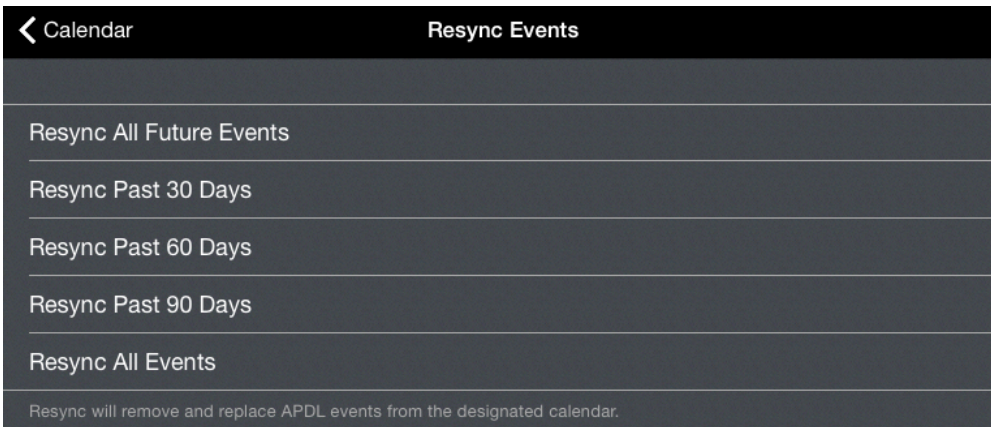 Calendar
Resync Events
Resync All Future Events
Resync Past 30 Days
Resync Past 60 Days
Resync Past 90 Days
Resync All Events
Resync will remove and replace APDL events from the designated calendar.